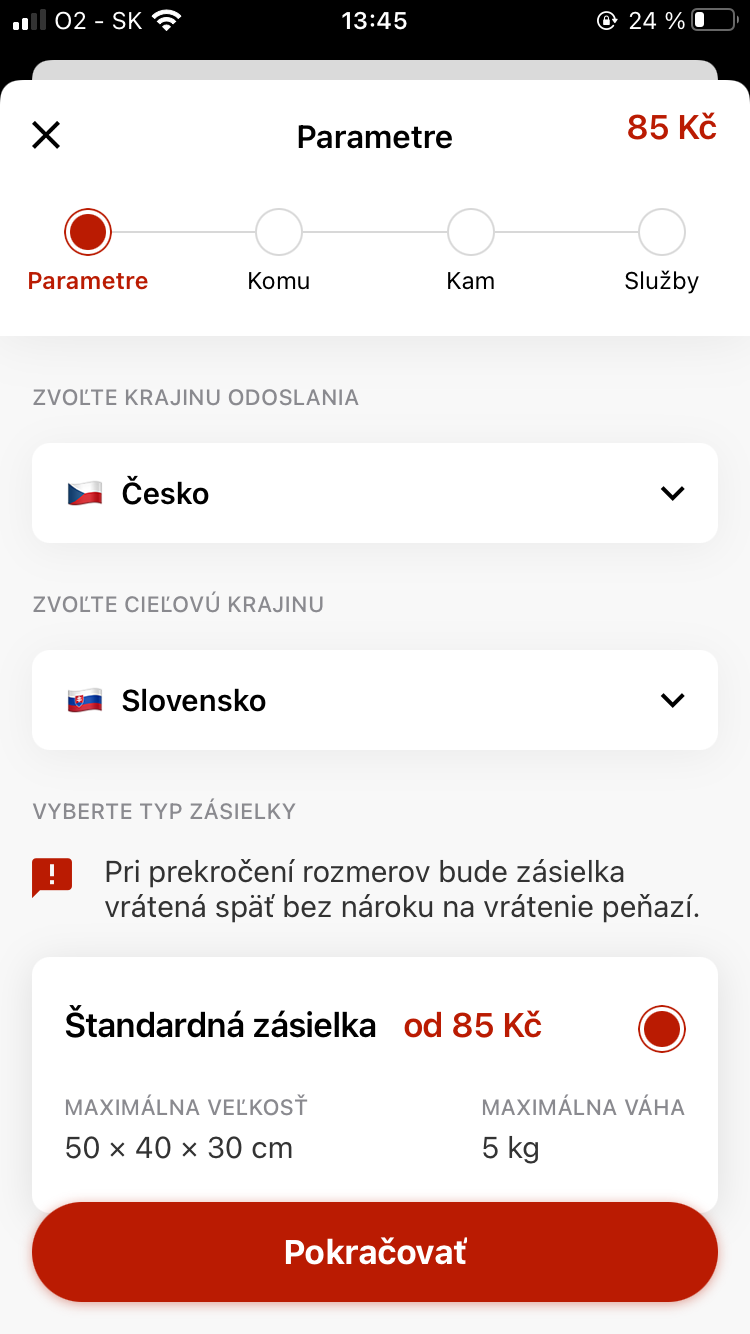 O2 - SK 13:45 24 %
Parametre 85 Kč
Parametre Komu Kam Služby
ZVOĽTE KRAJINU ODOSLANIA
Česko
ZVOĽTE CIEĽOVÚ KRAJINU
Slovensko
VYBERTE TYP ZÁSIELKY
Pri prekročení rozmerov bude zásielka
vrátená späť bez nároku na vrátenie peňazí.
Štandardná zásielka od 85 Kč
MAXIMÁLNA VEĽKOSŤ MAXIMÁLNA VÁHA
50 × 40 × 30 cm 5 kg
Pokračovať